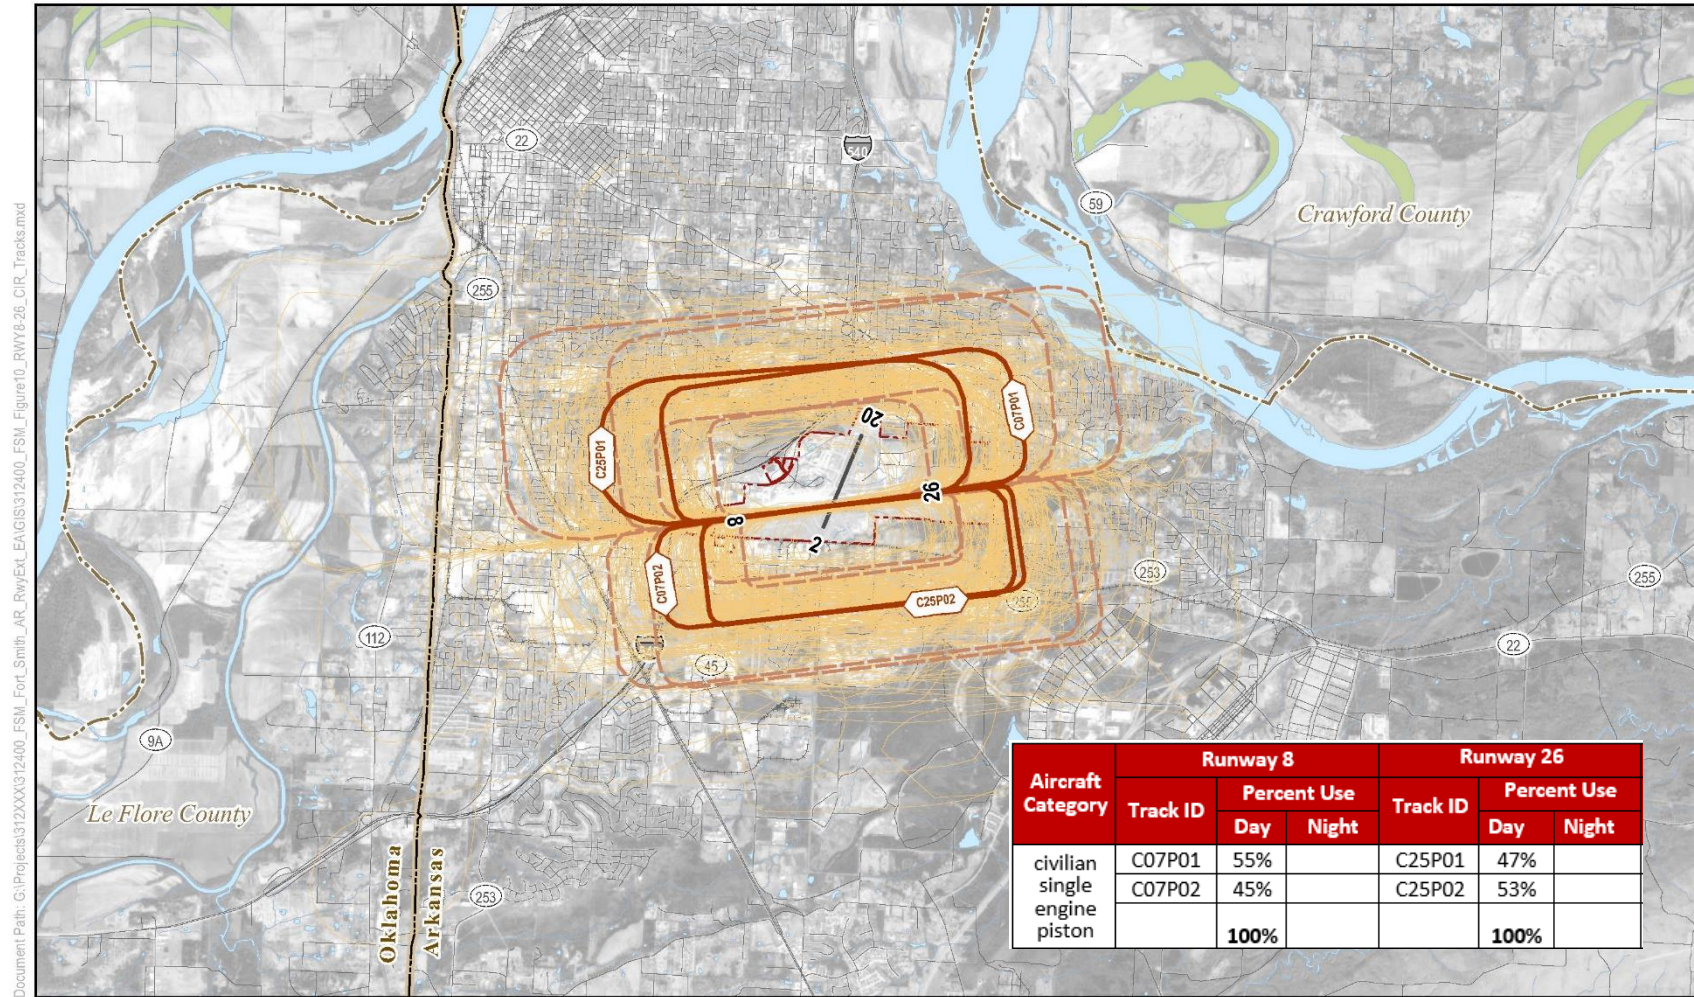 Document Path: G:\Projects\312XXX\312400_FSM_Fort_Smith_AR_RwyExt_EA\GIS\312400_FSM_Figure10_RWY8-26_CIR_Tracks.mxd
22
540
59
Crawford County
255
20
C07P01
C25P01
26
8
2
C07P02
C25P02
253
255
112
45
22
9A
Le Flore County
Oklahoma
Arkansas
253
Aircraft Category
Runway 8
Runway 26
Track ID
Percent Use
Track ID
Percent Use
Day
Night
Day
Night
civilian
single
engine
piston
C07P01 55% C25P01 47%
C07P02 45% C25P02 53%
100% 100%